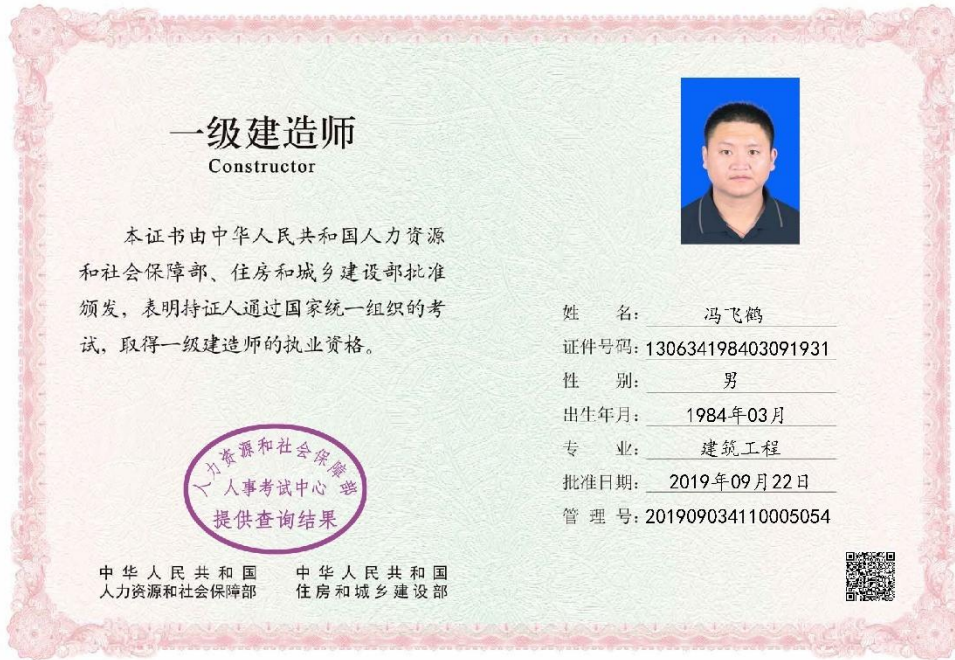 一级建造师
Constructor
本证书由中华人民共和国人力资源
和社会保障部、住房和城乡建设部批准
颁发，表明持证人通过国家统一组织的考
试，取得一级建造师的执业资格。
人力资源和社会保障部
人事考试中心
提供查询结果
中华人民共和国
人力资源和社会保障部
中华人民共和国
住房和城乡建设部
姓 名： 冯飞鹤
证件号码：130634198403091931
性 别： 男
出生年月： 1984年03月
专 业： 建筑工程
批准日期： 2019年09月22日
管 理 号：201909034110005054